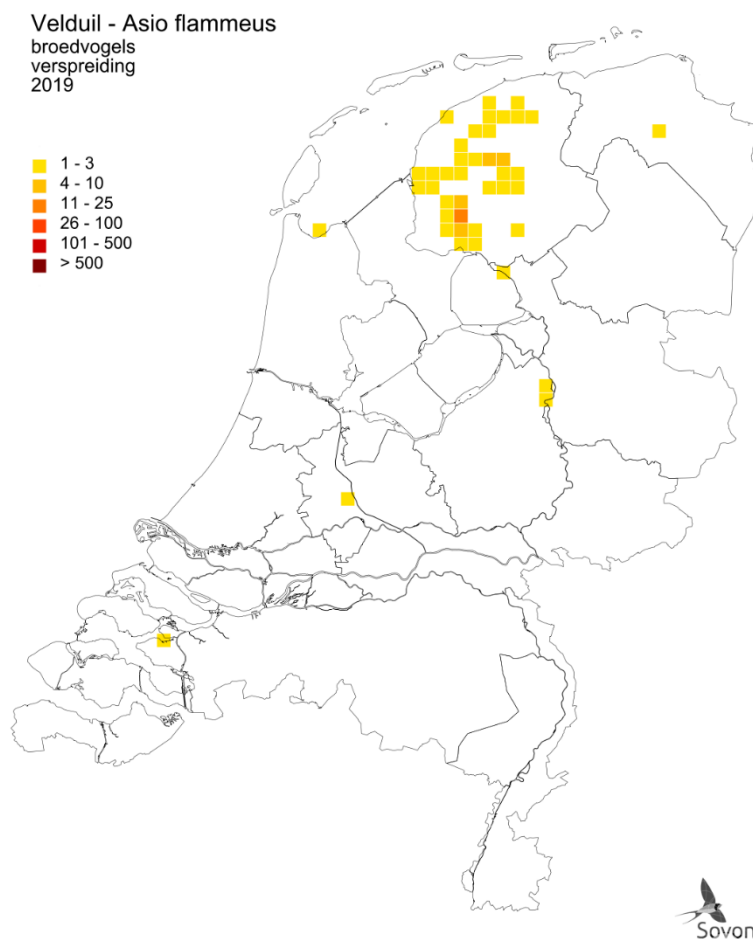 Velduil - Asio flammeus
broedvogels
verspreiding
2019
1 - 3
4 - 10
11 - 25
26 - 100
101 - 500
> 500
Sovon